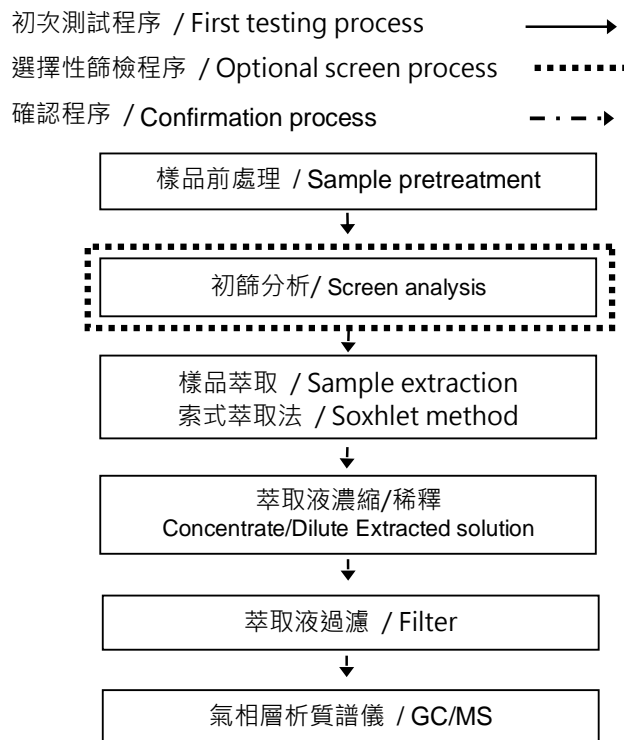 初次測試程序 / First testing process
選擇性篩檢程序 / Optional screen process
確認程序 / Confirmation process
樣品前處理 / Sample pretreatment
初篩分析/ Screen analysis
樣品萃取 / Sample extraction
索式萃取法 / Soxhlet method
萃取液濃縮/稀釋
Concentrate/Dilute Extracted solution
萃取液過濾 / Filter
氣相層析質譜儀 / GC/MS